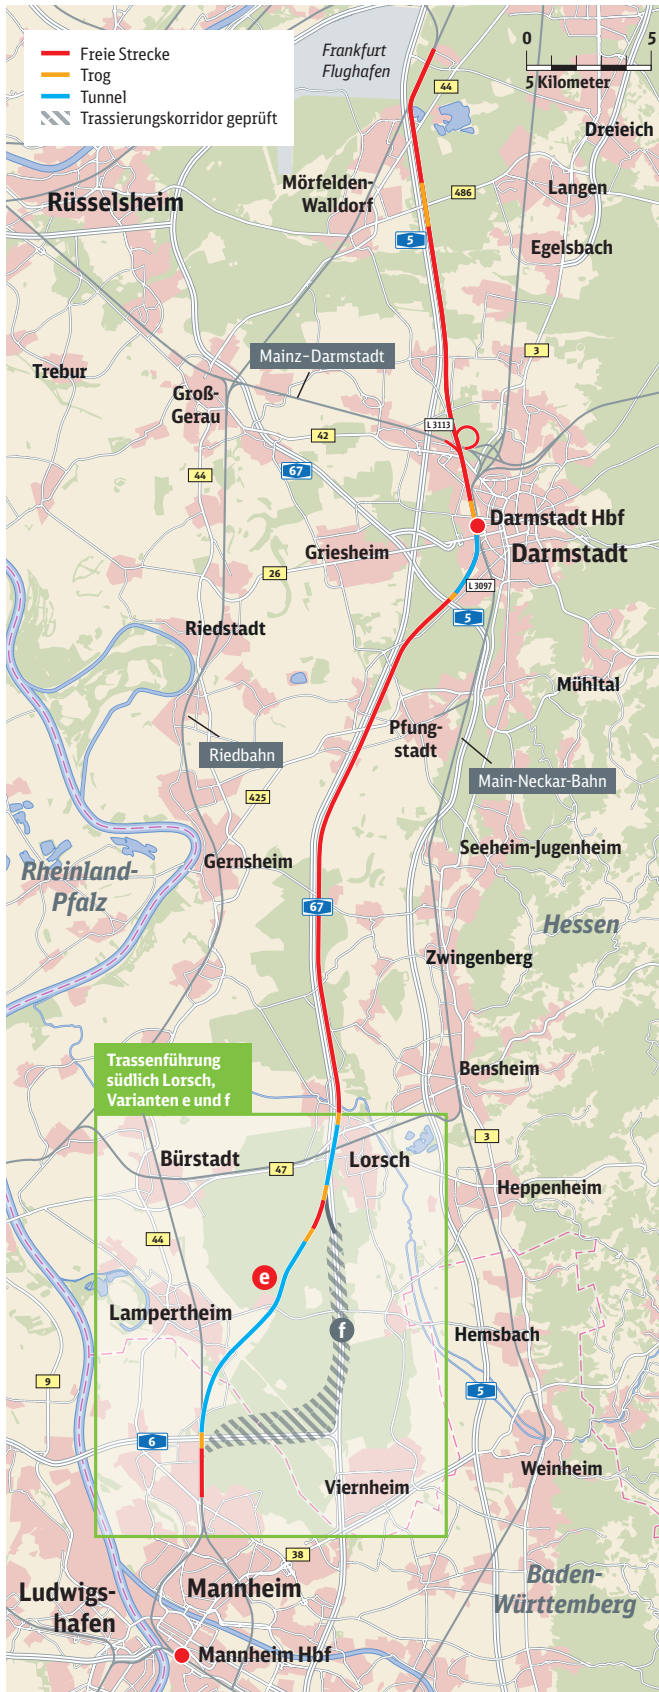 Freie Strecke
Trog
Tunnel
Trassierungskorridor geprüft
Frankfurt
Flughafen
0
5
5 Kilometer
44
Dreieich
Mörfelden-
Walldorf
486
Langen
Rüsselsheim
5
Egelsbach
3
Mainz–Darmstadt
Trebur
Groß-
Gerau
L 3113
42
67
44
Darmstadt Hbf
Griesheim
Darmstadt
26
L 3097
5
Riedstadt
Mühltal
Pfung-
stadt
Riedbahn
Main-Neckar-Bahn
425
Seeheim-Jugenheim
Gernsheim
Rheinland-
Pfalz
67
Hessen
Zwingenberg
Trassenführung
südlich Lorsch,
Varianten e und f
Bensheim
3
Bürstadt
47
Lorsch
Heppenheim
44
e
Lampertheim
f
Hemsbach
9
5
6
Weinheim
Viernheim
38
Baden-
Württemberg
Ludwigs-
hafen
Mannheim
Mannheim Hbf